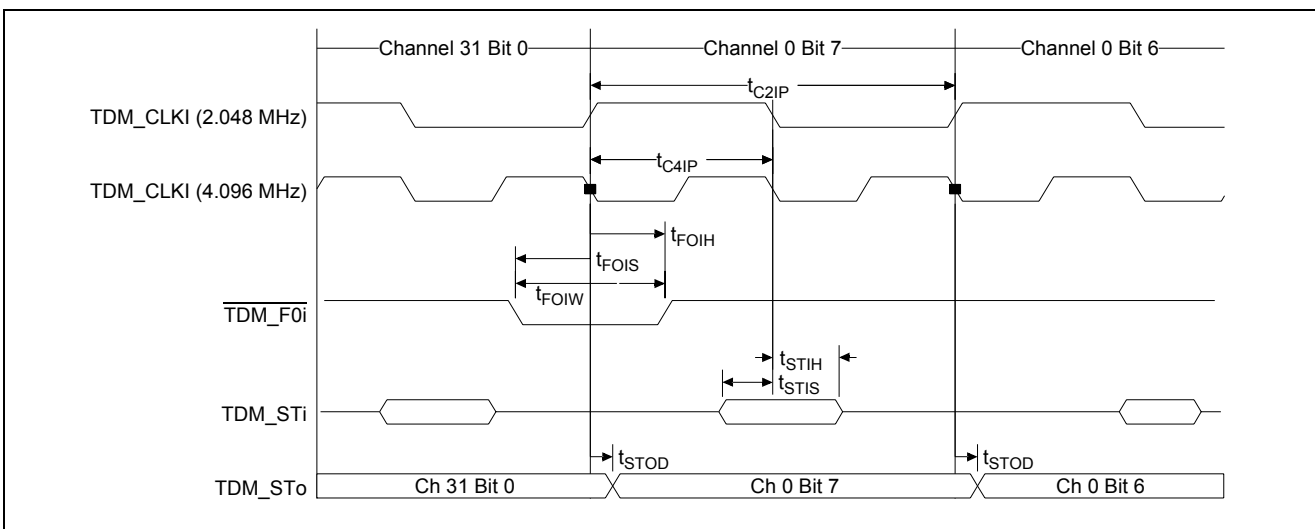 Channel 31 Bit 0 Channel 0 Bit 7 Channel 0 Bit 6
tC2IP
TDM_CLKI (2.048 MHz)
tC4IP
TDM_CLKI (4.096 MHz)
tFOIH
tFOIS
tFOIW
TDM_F0i
tSTIH
tSTIS
TDM_STi
tSTOD tSTOD
TDM_STo Ch 31 Bit 0 Ch 0 Bit 7 Ch 0 Bit 6